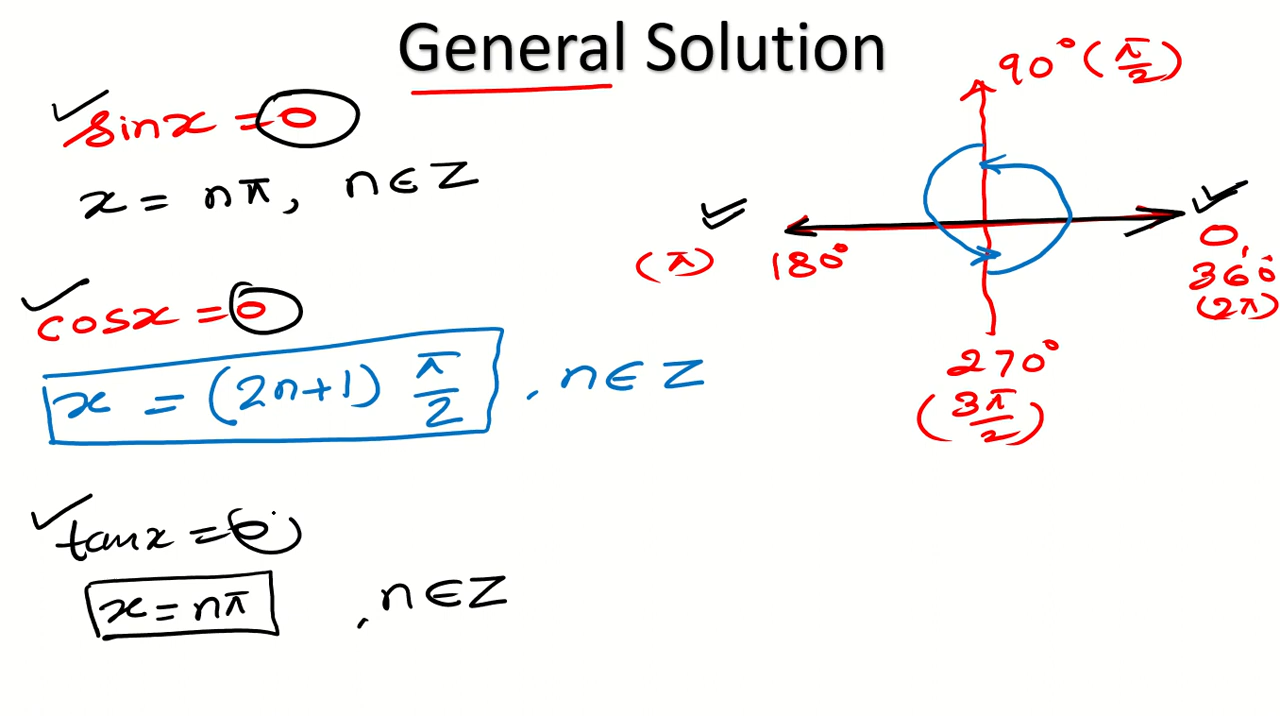 General Solution
sinx = 0
x = nπ, n∈Z
cosx = 0
x = (2n+1) π/2, n∈Z
tanx = 0
x = nπ, n∈Z
90° (π/2)
(π) 180°
0, 360°
(2π)
270°
(3π/2)